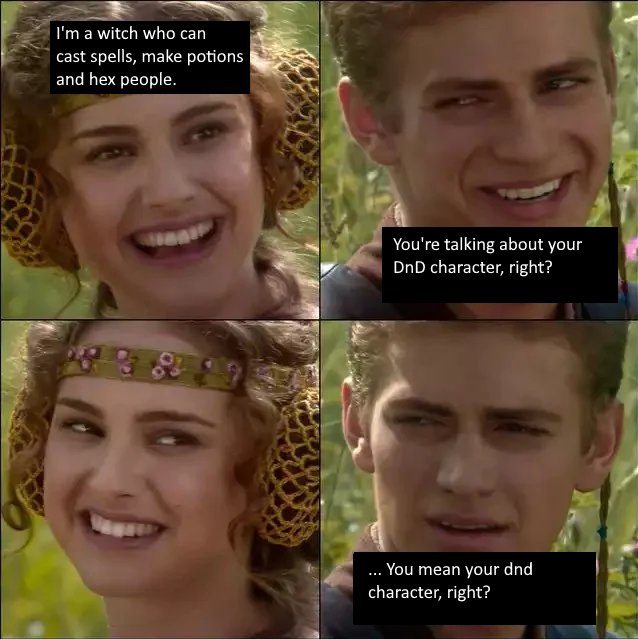 I'm a witch who can
cast spells, make potions
and hex people.
You're talking about your
DnD character, right?
... You mean your dnd
character, right?